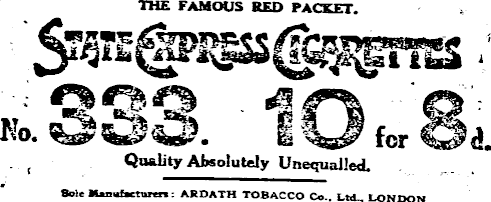 THE FAMOUS RED PACKET.
STATE EXPRESS CIGARETTES
No. 333. 10 for 8d.
Quality Absolutely Unequalled.
Sole Manufacturers: ARDATH TOBACCO Co., Ltd., LONDON